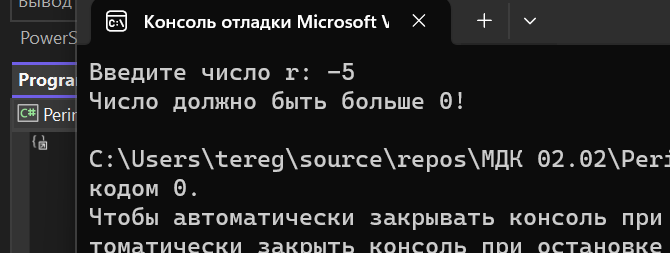 Вывод
PowerS
Консоль отладки Microsoft V
Progra
Perin
Введите число r: -5
Число должно быть больше 0!
C:\Users\tereg\source\repos\МДК 02.02\Peri
кодом 0.
Чтобы автоматически закрывать консоль при
томатически закрыть консоль при остановке